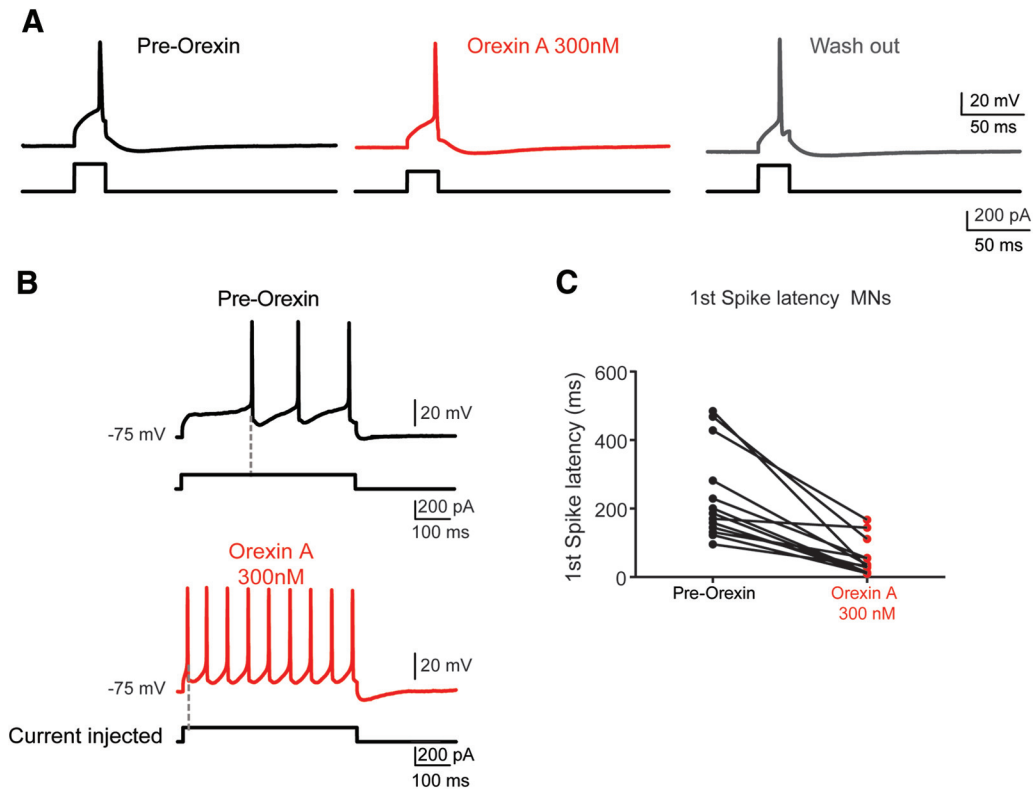 A
Pre-Orexin
Orexin A 300nM
Wash out
20 mV
50 ms
200 pA
50 ms
B
Pre-Orexin
20 mV
-75 mV
200 pA
100 ms
Orexin A
300nM
20 mV
-75 mV
Current injected
200 pA
100 ms
C
1st Spike latency MNs
1st Spike latency (ms)
600
400
200
0
Pre-Orexin
Orexin A
300 nM